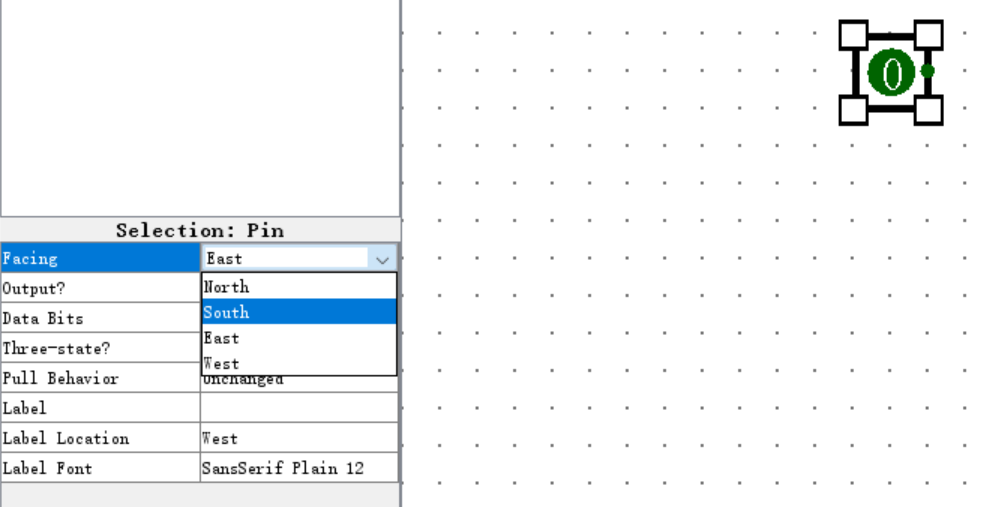 0
Selection: Pin
Facing East
North
Output?
South
Data Bits
East
Three-state?
West
Pull Behavior Unchanged
Label
Label Location West
Label Font SansSerif Plain 12